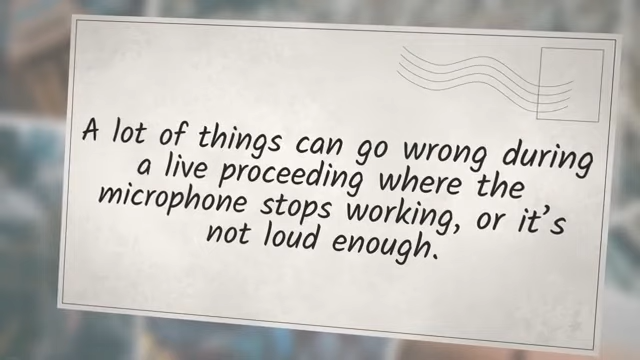 A lot of things can go wrong during
a live proceeding where the
microphone stops working, or it's
not loud enough.